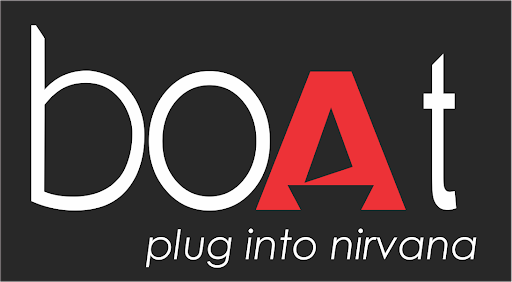 boAt
plug into nirvana